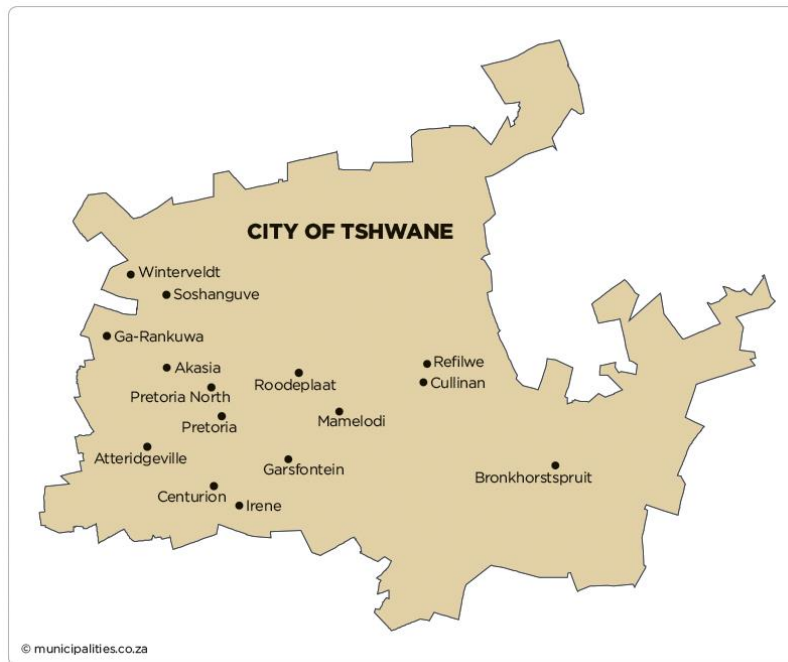 CITY OF TSHWANE
Winterveldt
Soshanguve
Ga-Rankuwa
Akasia
Refilwe
Roodeplaat
Cullinan
Pretoria North
Mamelodi
Pretoria
Atteridgeville
Garsfontein
Bronkhorstspruit
Centurion
Irene
© municipalities.co.za